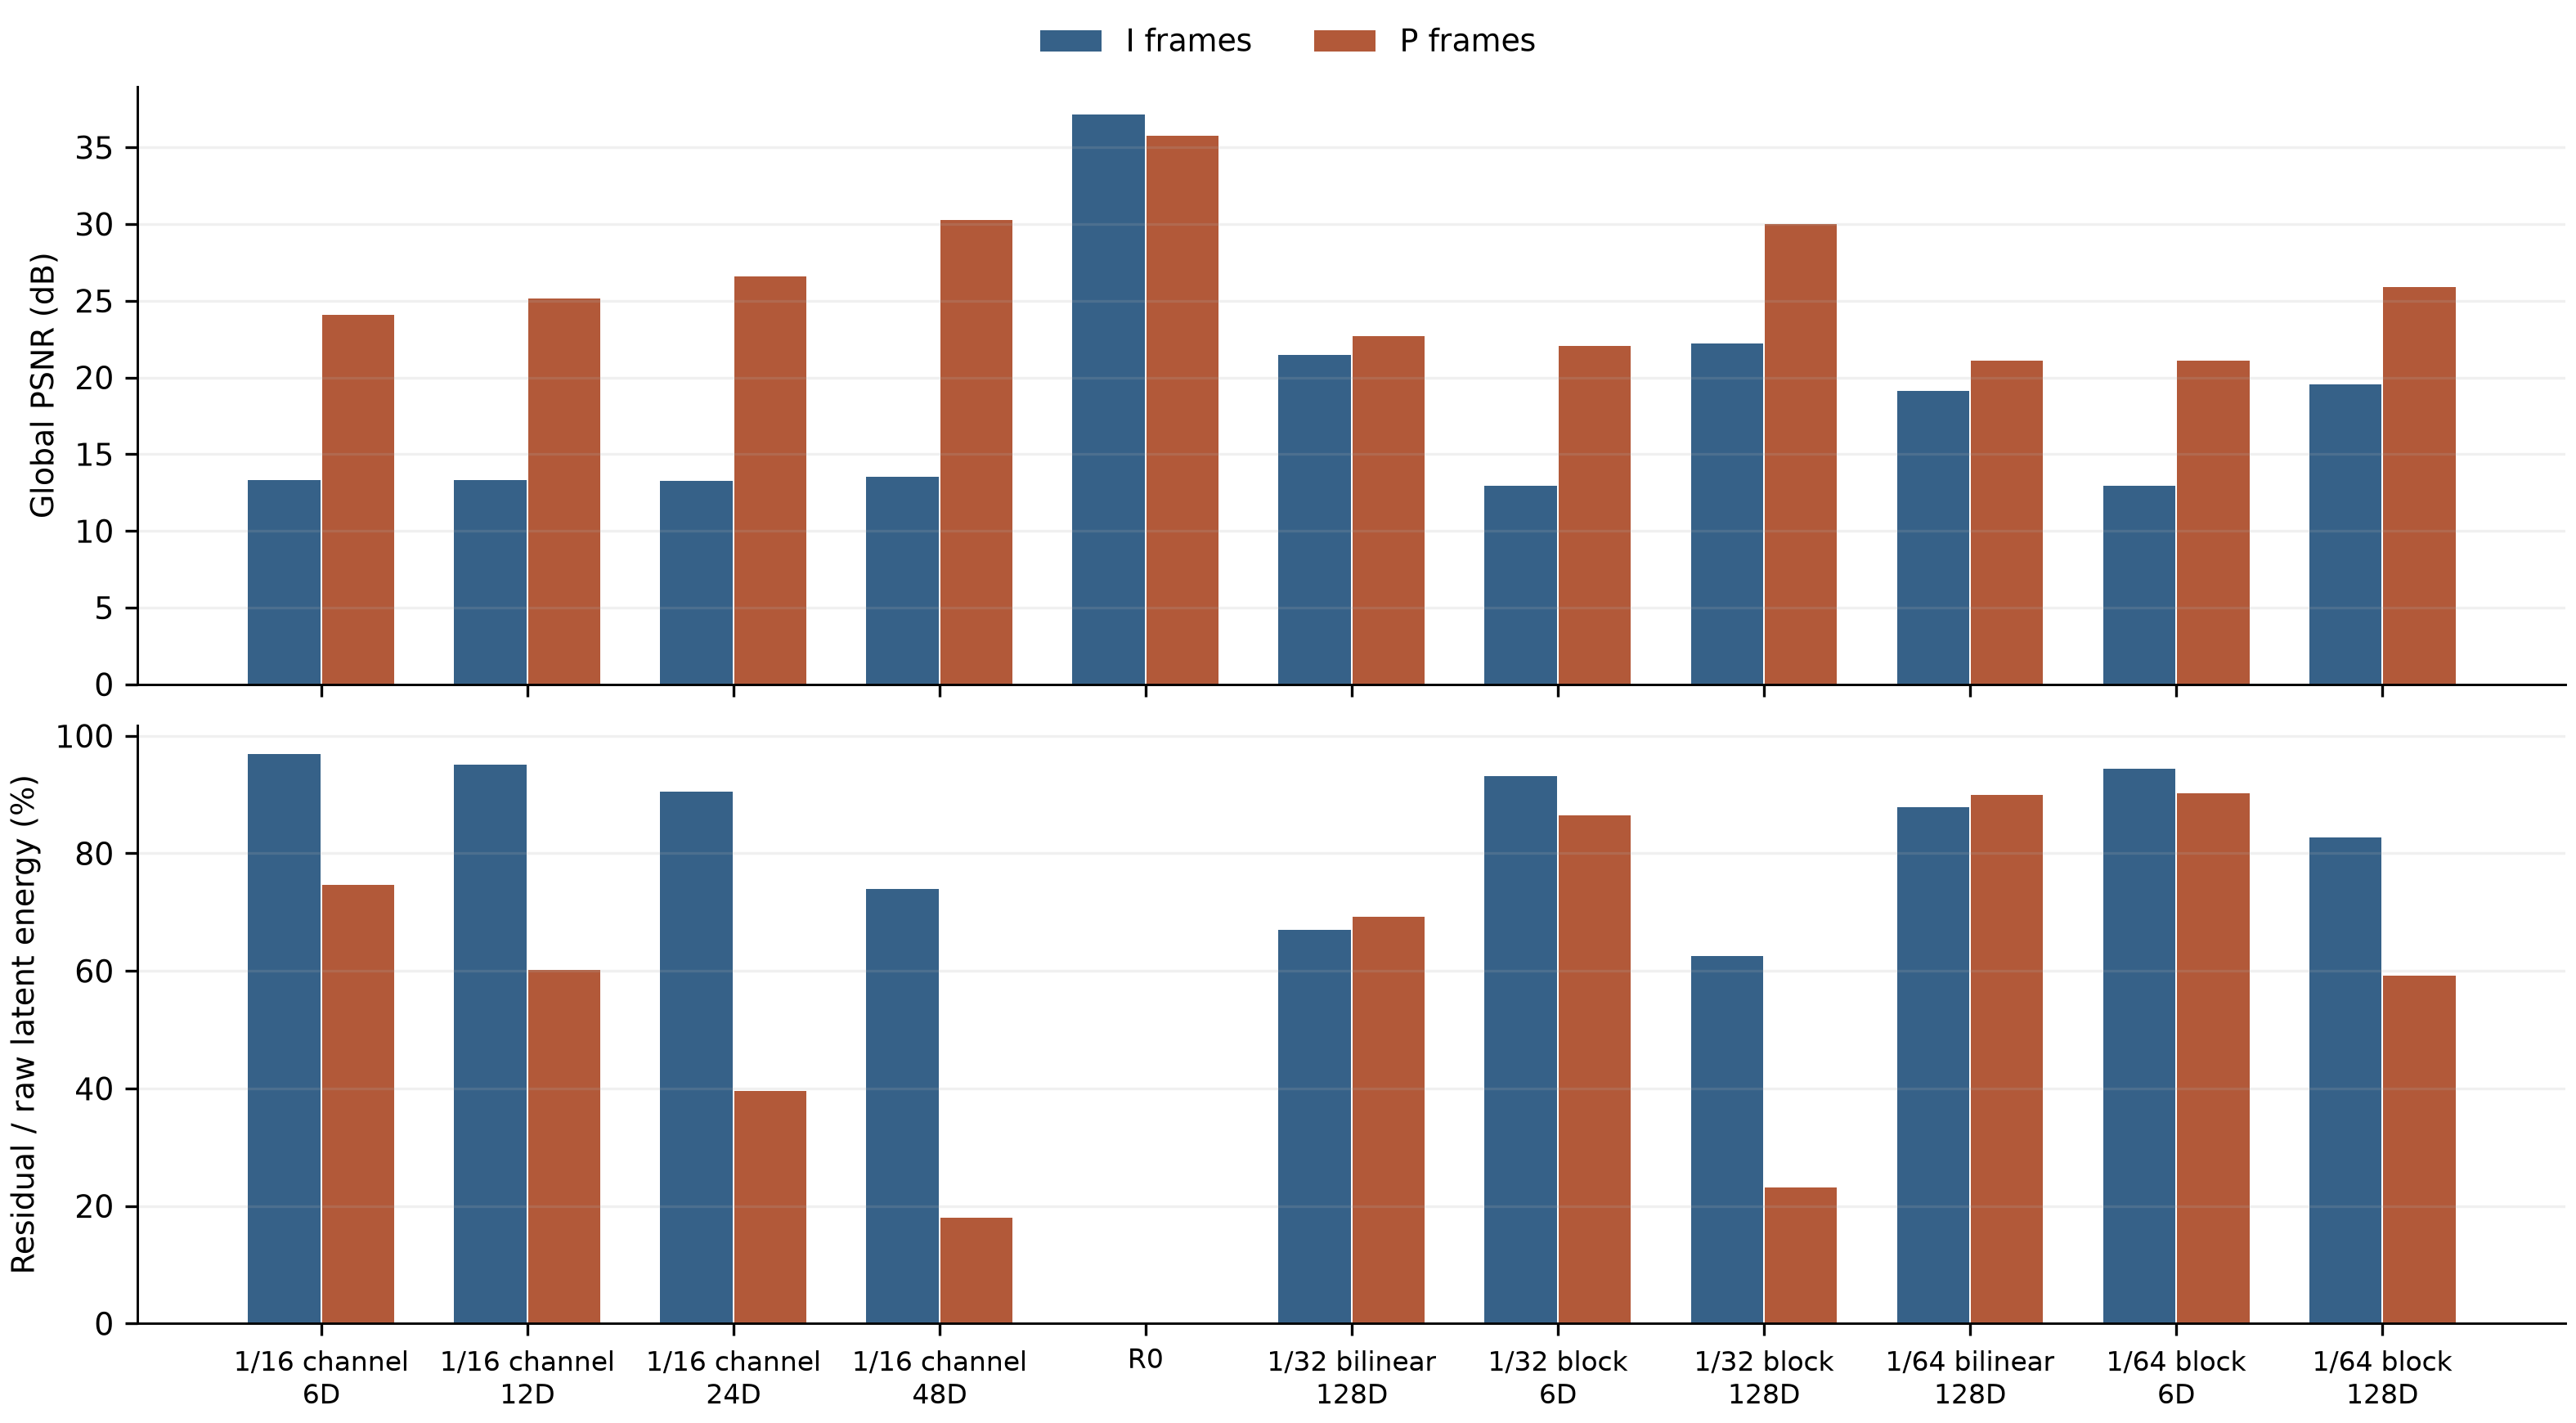 I frames P frames
Global PSNR (dB)
35
30
25
20
15
10
5
0
Residual / raw latent energy (%)
100
80
60
40
20
0
1/16 channel 1/16 channel 1/16 channel 1/16 channel R0 1/32 bilinear 1/32 block 1/32 block 1/64 bilinear 1/64 block 1/64 block
6D 12D 24D 48D 128D 6D 128D 128D 6D 128D